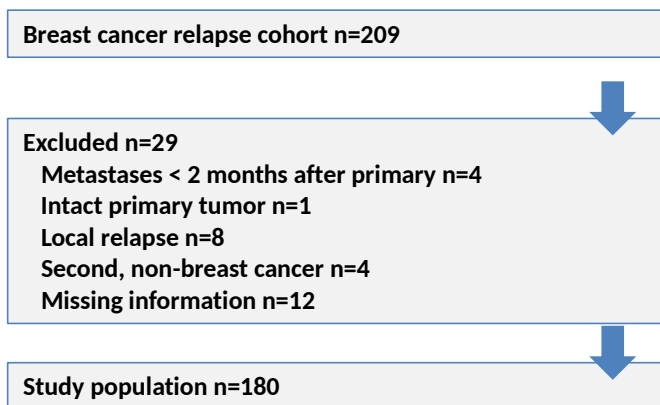 Breast cancer relapse cohort n=209
Excluded n=29
Metastases < 2 months after primary n=4
Intact primary tumor n=1
Local relapse n=8
Second, non-breast cancer n=4
Missing information n=12
Study population n=180